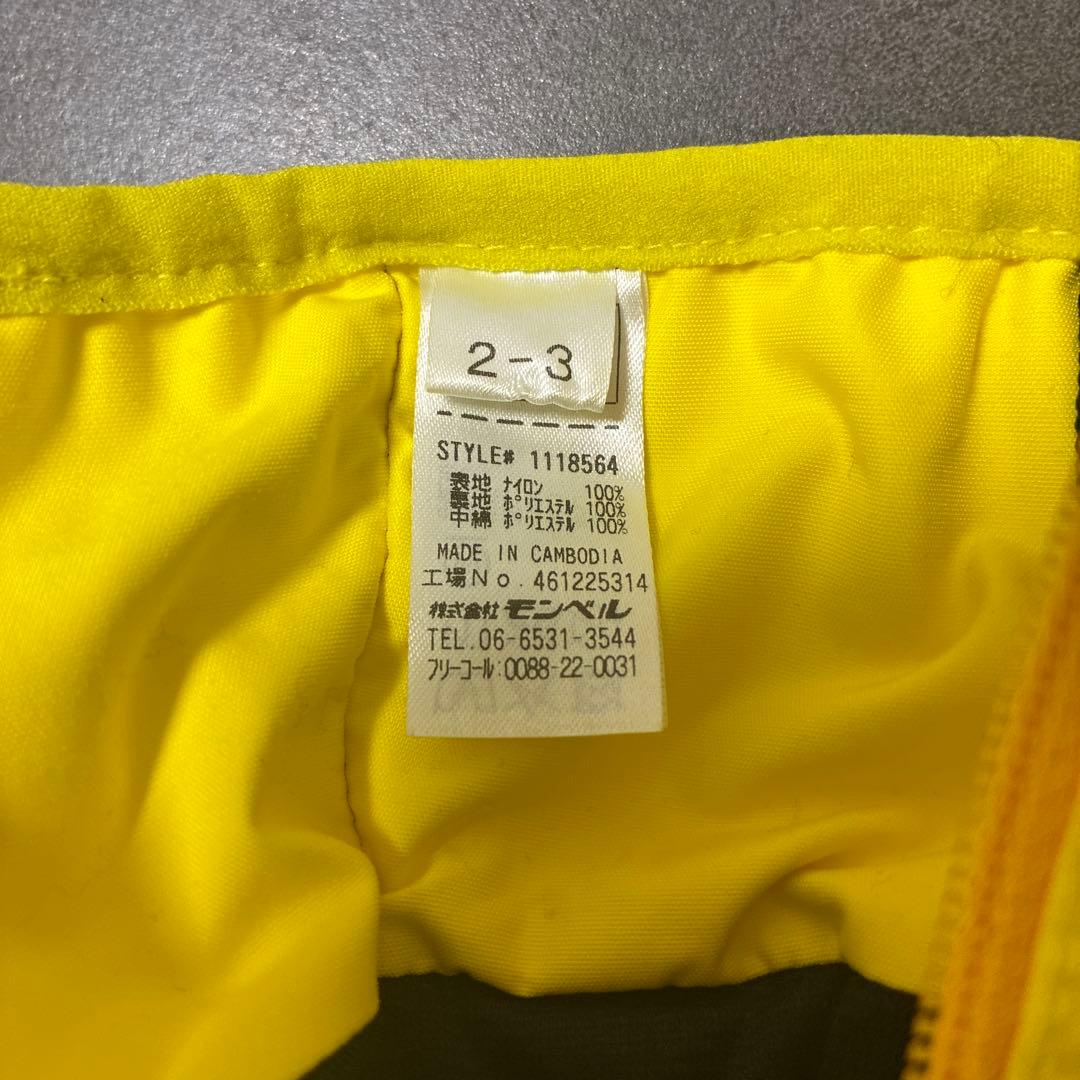 2-3
STYLE# 1118564
表地 ナイロン 100%
裏地 ポリエステル 100%
中綿 ポリエステル 100%
MADE IN CAMBODIA
工場No. 461225314
株式会社モンベル
TEL.06-6531-3544
フリーコール:0088-22-0031